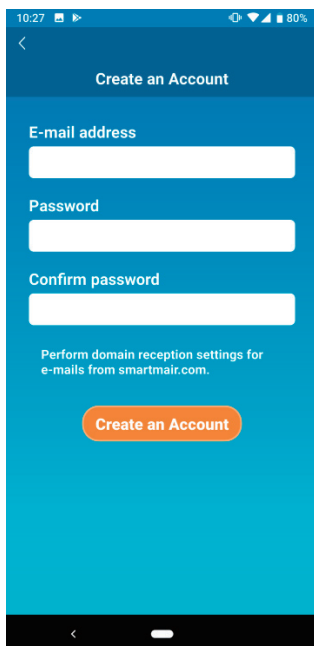 10:27 80%
Create an Account
E-mail address
Password
Confirm password
Perform domain reception settings for
e-mails from smartmair.com.
Create an Account